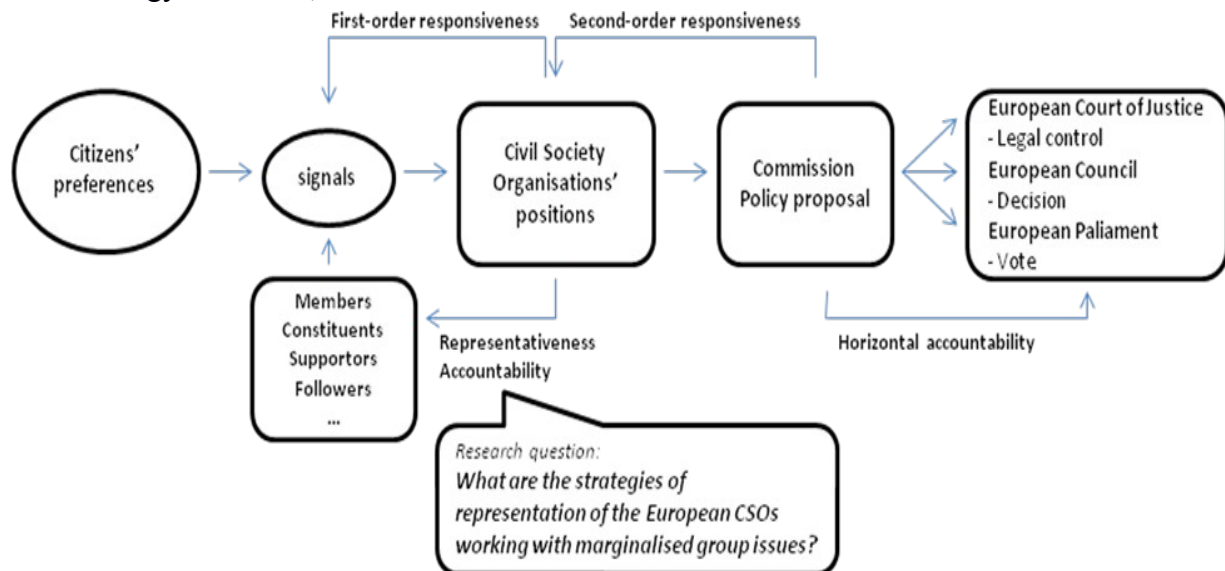 First-order responsiveness
Second-order responsiveness
Citizens'
preferences
signals
Civil Society
Organisations'
positions
Commission
Policy proposal
European Court of Justice
- Legal control
European Council
- Decision
European Paliament
- Vote
Members
Constituents
Supportors
Followers
...
Representativeness
Accountability
Horizontal accountability
Research question:
What are the strategies of
representation of the European CSOs
working with marginalised group issues?